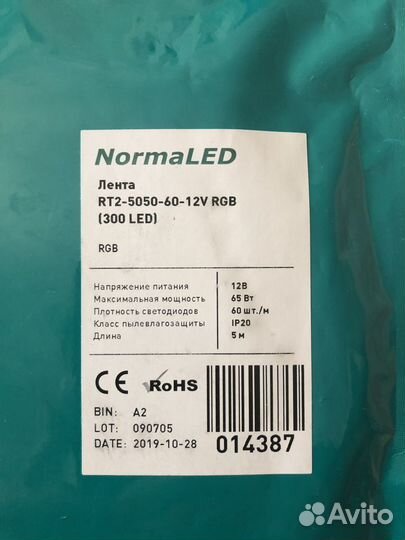 NormaLED
Лента
RT2-5050-60-12V RGB
(300 LED)
RGB
Напряжение питания 12В
Максимальная мощность 65 Вт
Плотность светодиодов 60 шт./м
Класс пылевлагозащиты IP20
Длина 5 м
CE RoHS
BIN: A2
LOT: 090705
DATE: 2019-10-28
014387
Avito